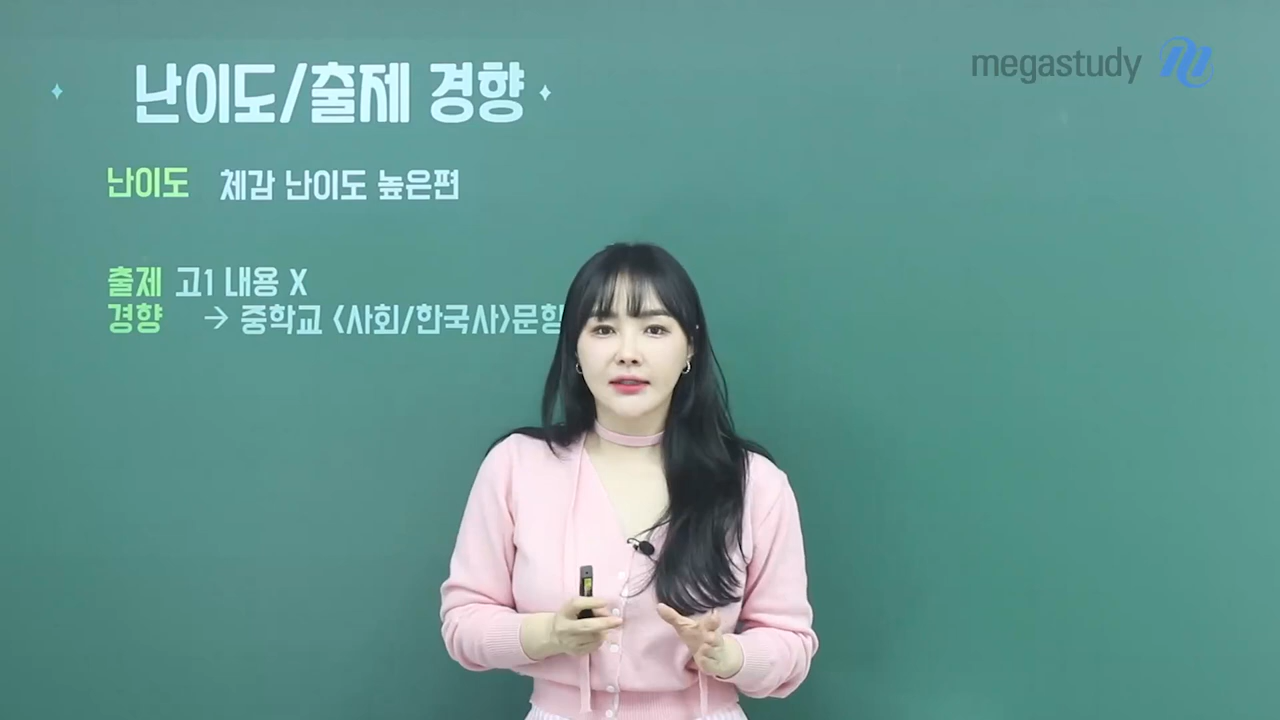 난이도/출제 경향
megastudy
난이도 체감 난이도 높은편
출제 고1 내용 X
경향 → 중학교 <사회/한국사>문항